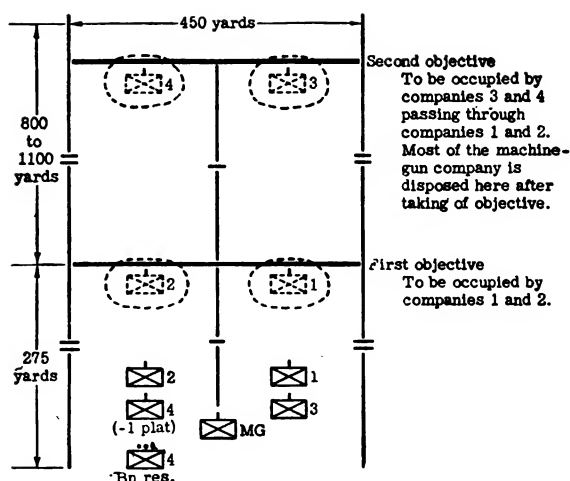 450 yards
4
3
Second objective
To be occupied by
companies 3 and 4
passing through
companies 1 and 2.
Most of the machine-
gun company is
disposed here after
taking of objective.
800
to
1100
yards
2
1
First objective
To be occupied by
companies 1 and 2.
275
yards
2
1
4
3
(-1 plat)
MG
4
Bn res.